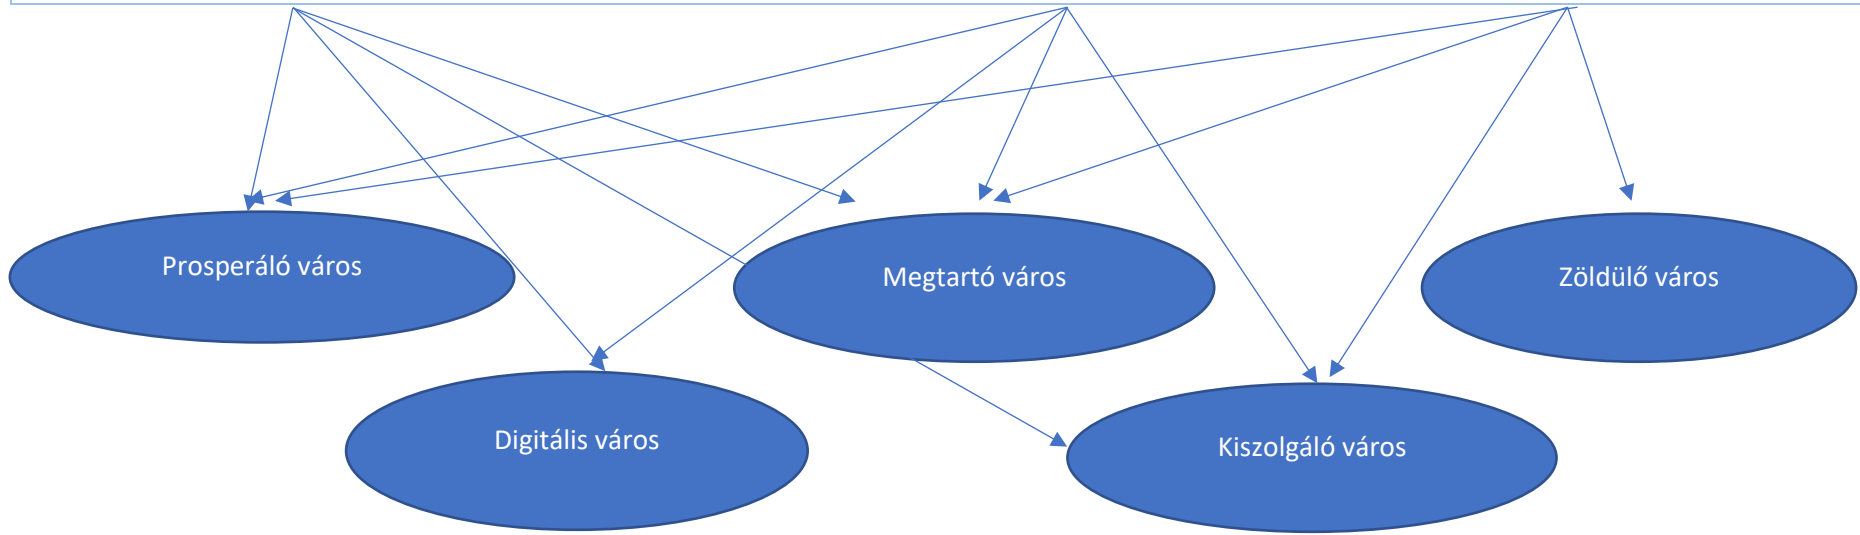 Prosperáló város
Megtartó város
Zöldülő város
Digitális város
Kiszolgáló város